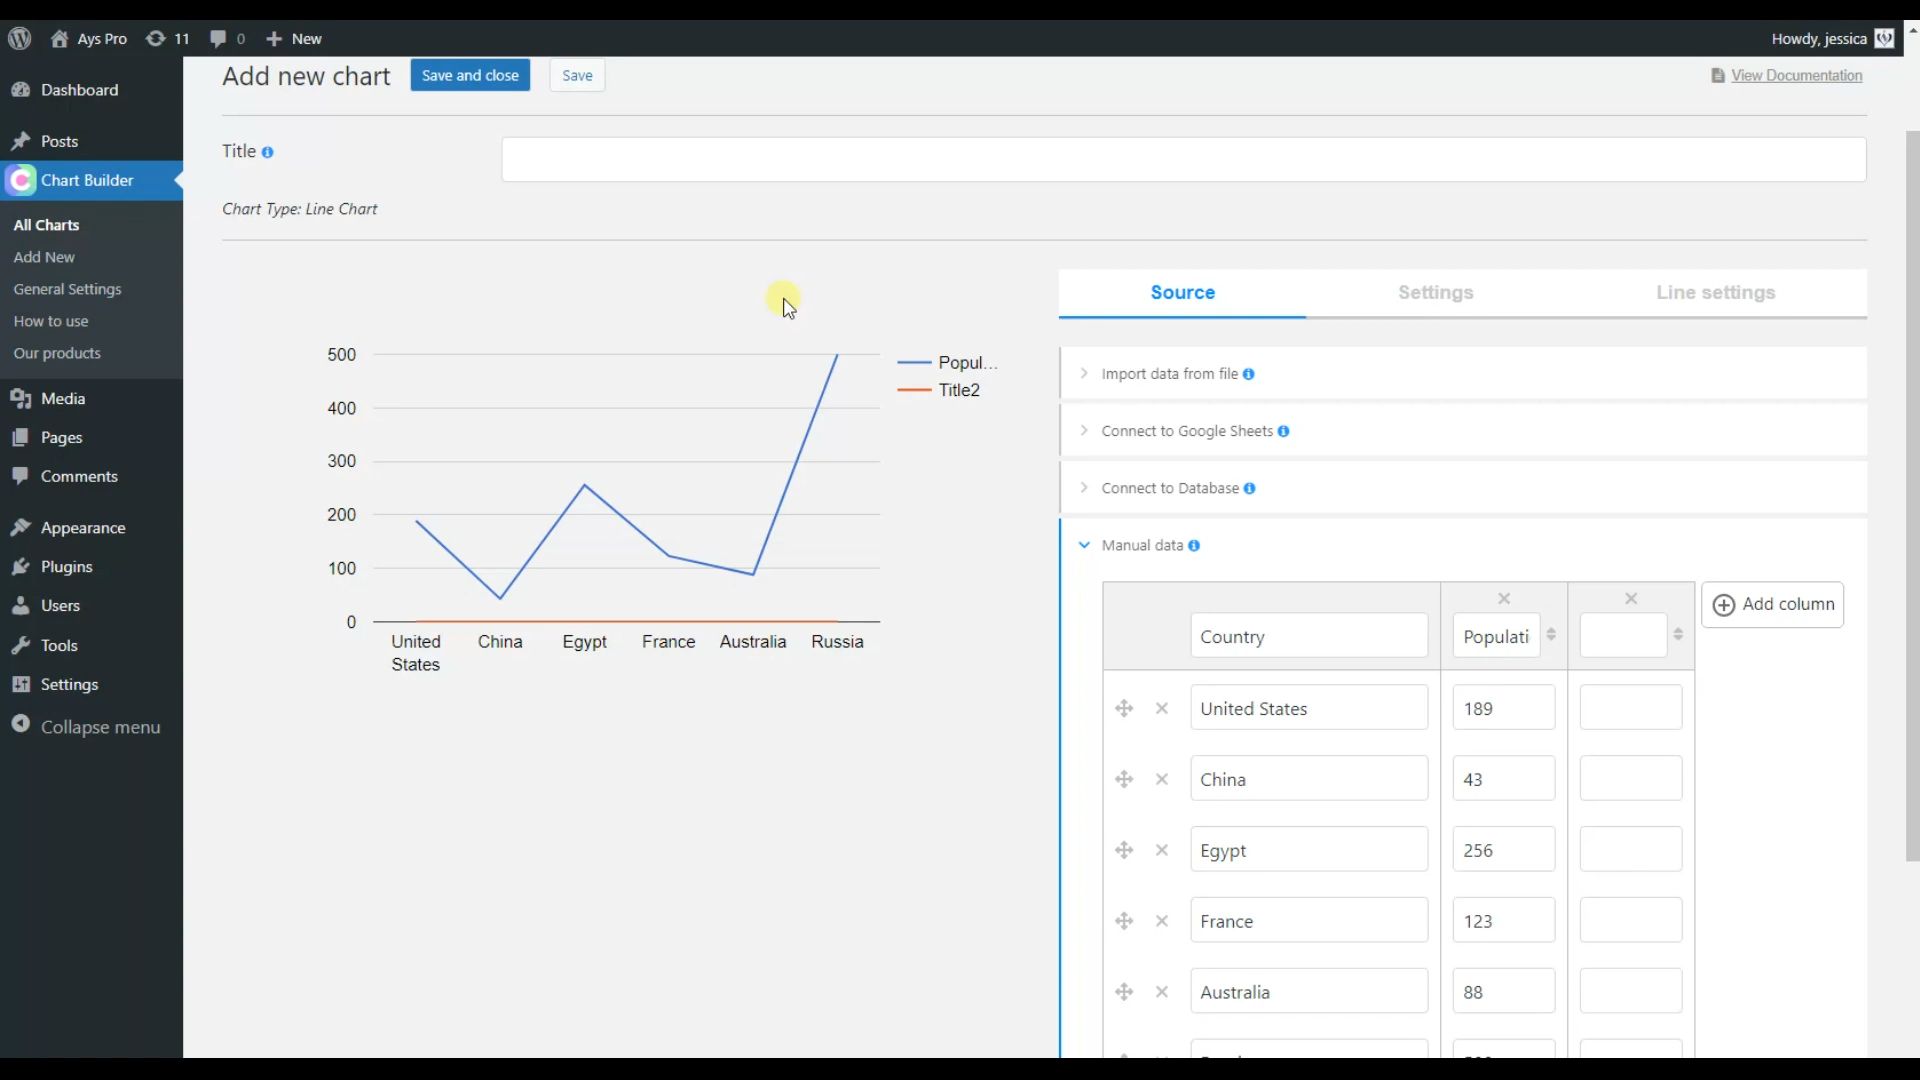 Ays Pro 11 0 New Howdy, jessica
Dashboard
Posts
Chart Builder
All Charts
Add New
General Settings
How to use
Our products
Media
Pages
Comments
Appearance
Plugins
Users
Tools
Settings
Collapse menu
Add new chart Save and close Save View Documentation
Title
Chart Type: Line Chart
500
400
300
200
100
0
United States
China
Egypt
France
Australia
Russia
Popul...
Title2
Source Settings Line settings
Import data from file
Connect to Google Sheets
Connect to Database
Manual data
Country Populati Add column
United States 189
China 43
Egypt 256
France 123
Australia 88